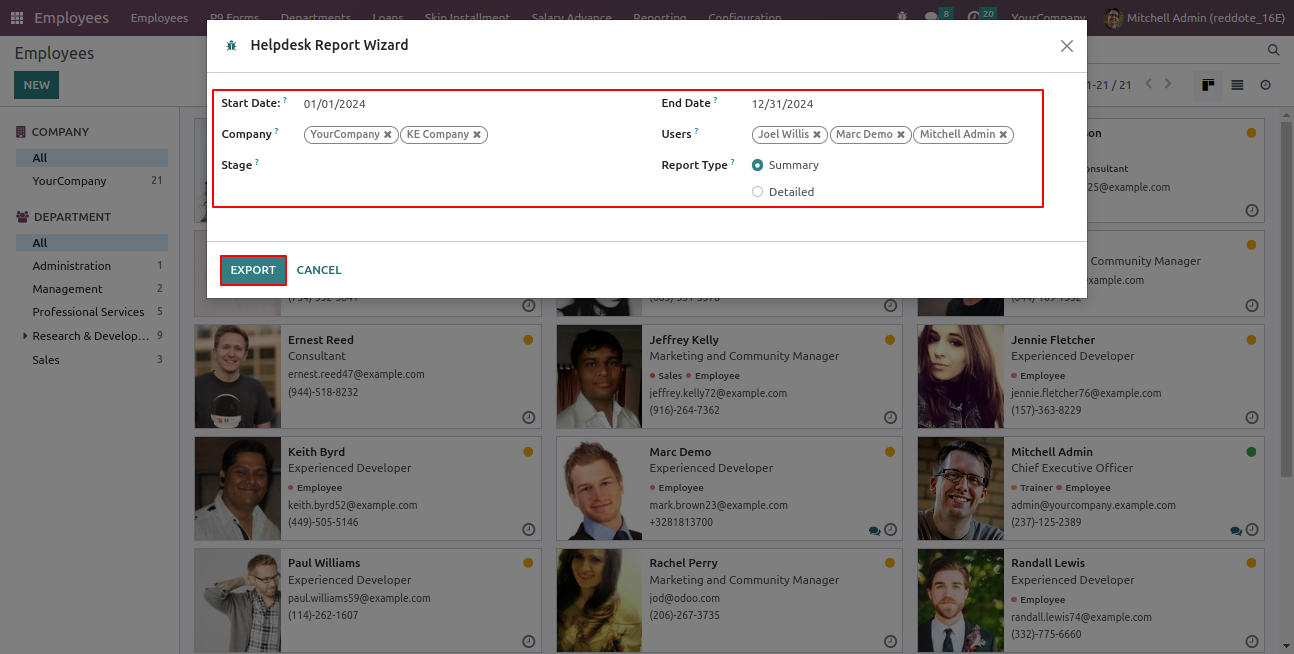 Employees Employees P9 Forms Departments Loans Skip Installment Salary Advance Reporting Configuration 8 20 YourCompany Mitchell Admin (reddote_16E)
Employees
NEW
Helpdesk Report Wizard
1-21 / 21
Start Date: ? 01/01/2024 End Date ? 12/31/2024
Company ? YourCompany KE Company Users ? Joel Willis Marc Demo Mitchell Admin
Stage ? Report Type ? Summary
Detailed
EXPORT CANCEL
COMPANY
All
YourCompany 21
DEPARTMENT
All
Administration 1
Management 2
Professional Services 5
Research & Develop... 9
Sales 3
25@example.com
Community Manager
Ernest Reed
Consultant
ernest.reed47@example.com
(944)-518-8232
Jeffrey Kelly
Marketing and Community Manager
Sales Employee
jeffrey.kelly72@example.com
(916)-264-7362
Jennie Fletcher
Experienced Developer
Employee
jennie.fletcher76@example.com
(157)-363-8229
Keith Byrd
Experienced Developer
Employee
keith.byrd52@example.com
(449)-505-5146
Marc Demo
Experienced Developer
Employee
mark.brown23@example.com
+3281813700
Mitchell Admin
Chief Executive Officer
Trainer Employee
admin@yourcompany.example.com
(237)-125-2389
Paul Williams
Experienced Developer
paul.williams59@example.com
(114)-262-1607
Rachel Perry
Marketing and Community Manager
jod@odoo.com
(206)-267-3735
Randall Lewis
Experienced Developer
Employee
randall.lewis74@example.com
(332)-775-6660